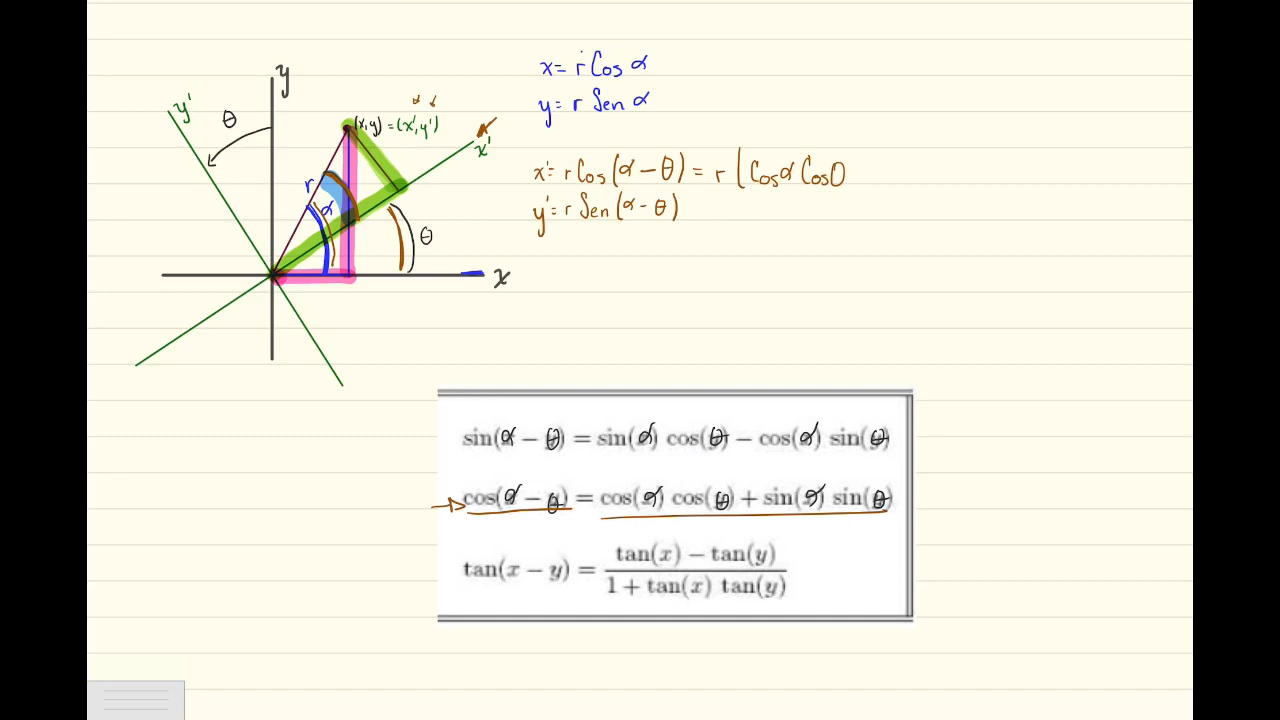 y
y'
θ
(x,y) = (x',y')
x'
r
α
θ
x
x = r Cos α
y = r Sen α
x' = r Cos (α - θ) = r [ Cos α Cos θ
y' = r Sen (α - θ)
sin(α − θ) = sin(α) cos(θ) − cos(α) sin(θ)
cos(α − θ) = cos(α) cos(θ) + sin(α) sin(θ)
tan(x − y) = tan(x) − tan(y) / 1 + tan(x) tan(y)